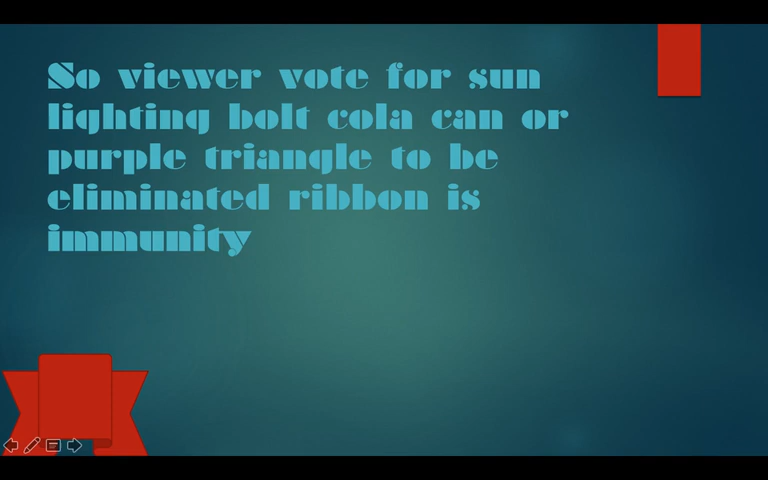 So viewer vote for sun
lighting bolt cola can or
purple triangle to be
eliminated ribbon is
immunity